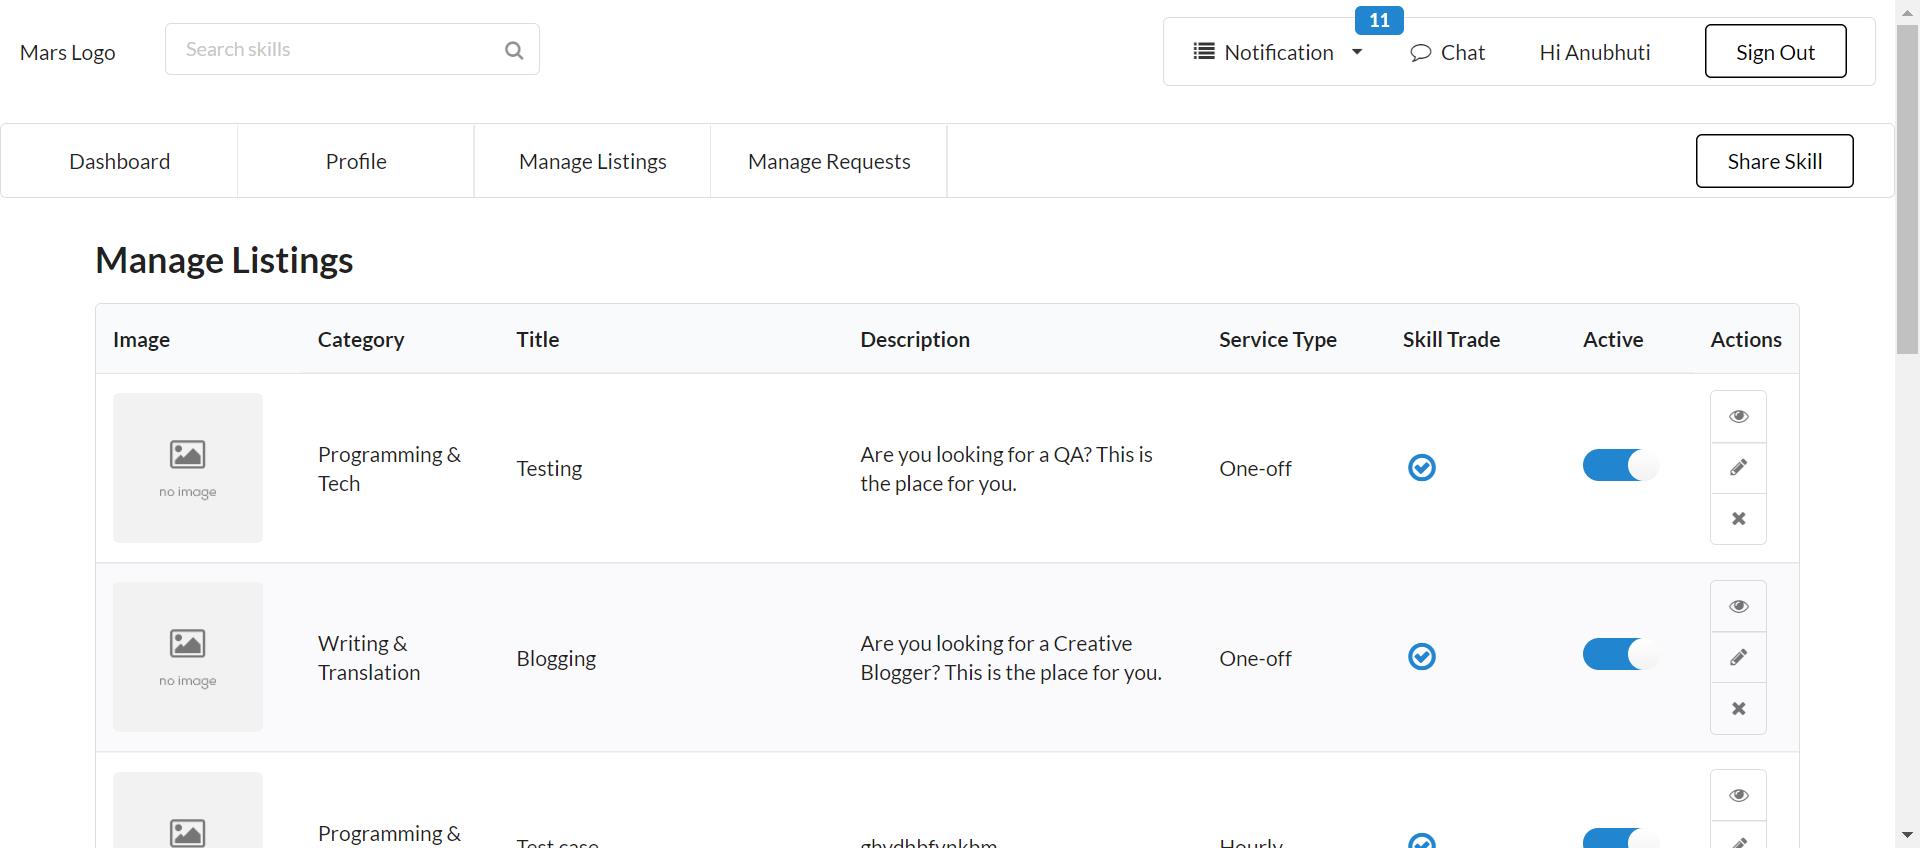 11
Mars Logo
Search skills
Notification
Chat
Hi Anubhuti
Sign Out
Dashboard
Profile
Manage Listings
Manage Requests
Share Skill
Manage Listings
Image
Category
Title
Description
Service Type
Skill Trade
Active
Actions
no image
Programming &
Tech
Testing
Are you looking for a QA? This is
the place for you.
One-off
no image
Writing &
Translation
Blogging
Are you looking for a Creative
Blogger? This is the place for you.
One-off
Programming &
Test case
Hourly